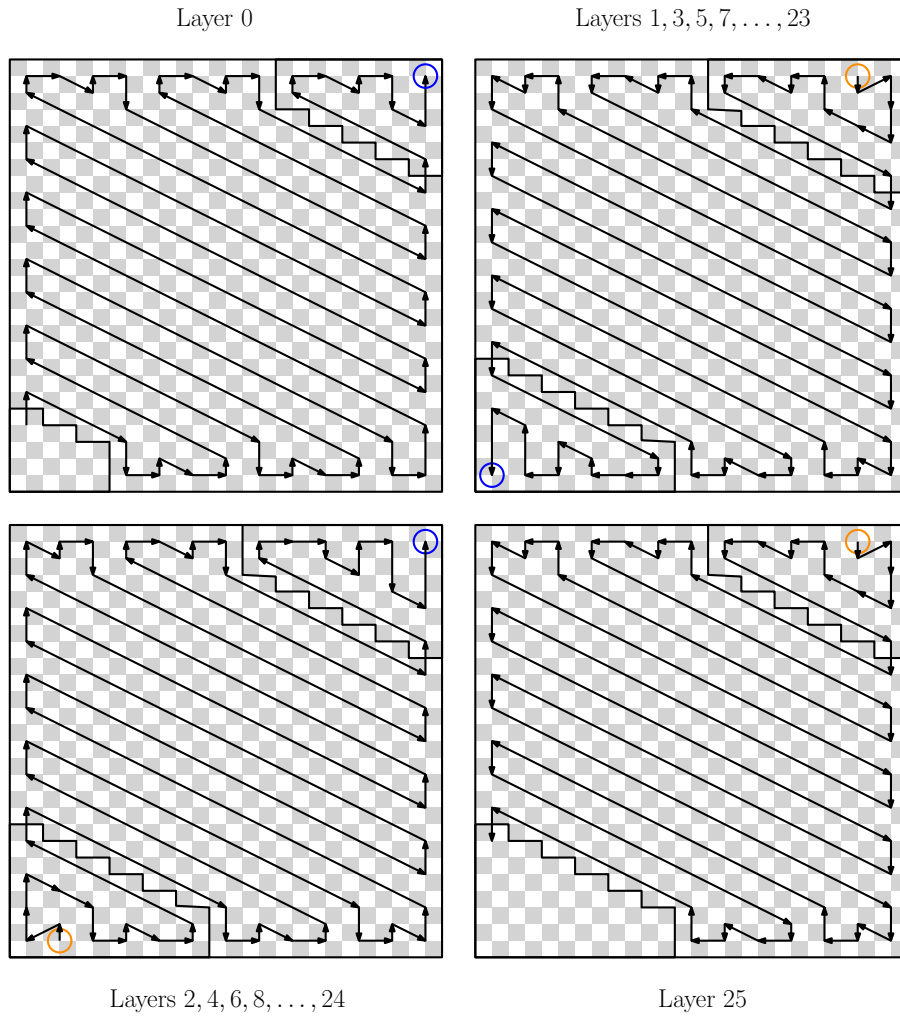 Layer 0
Layers 1, 3, 5, 7, . . . , 23
Layers 2, 4, 6, 8, . . . , 24
Layer 25